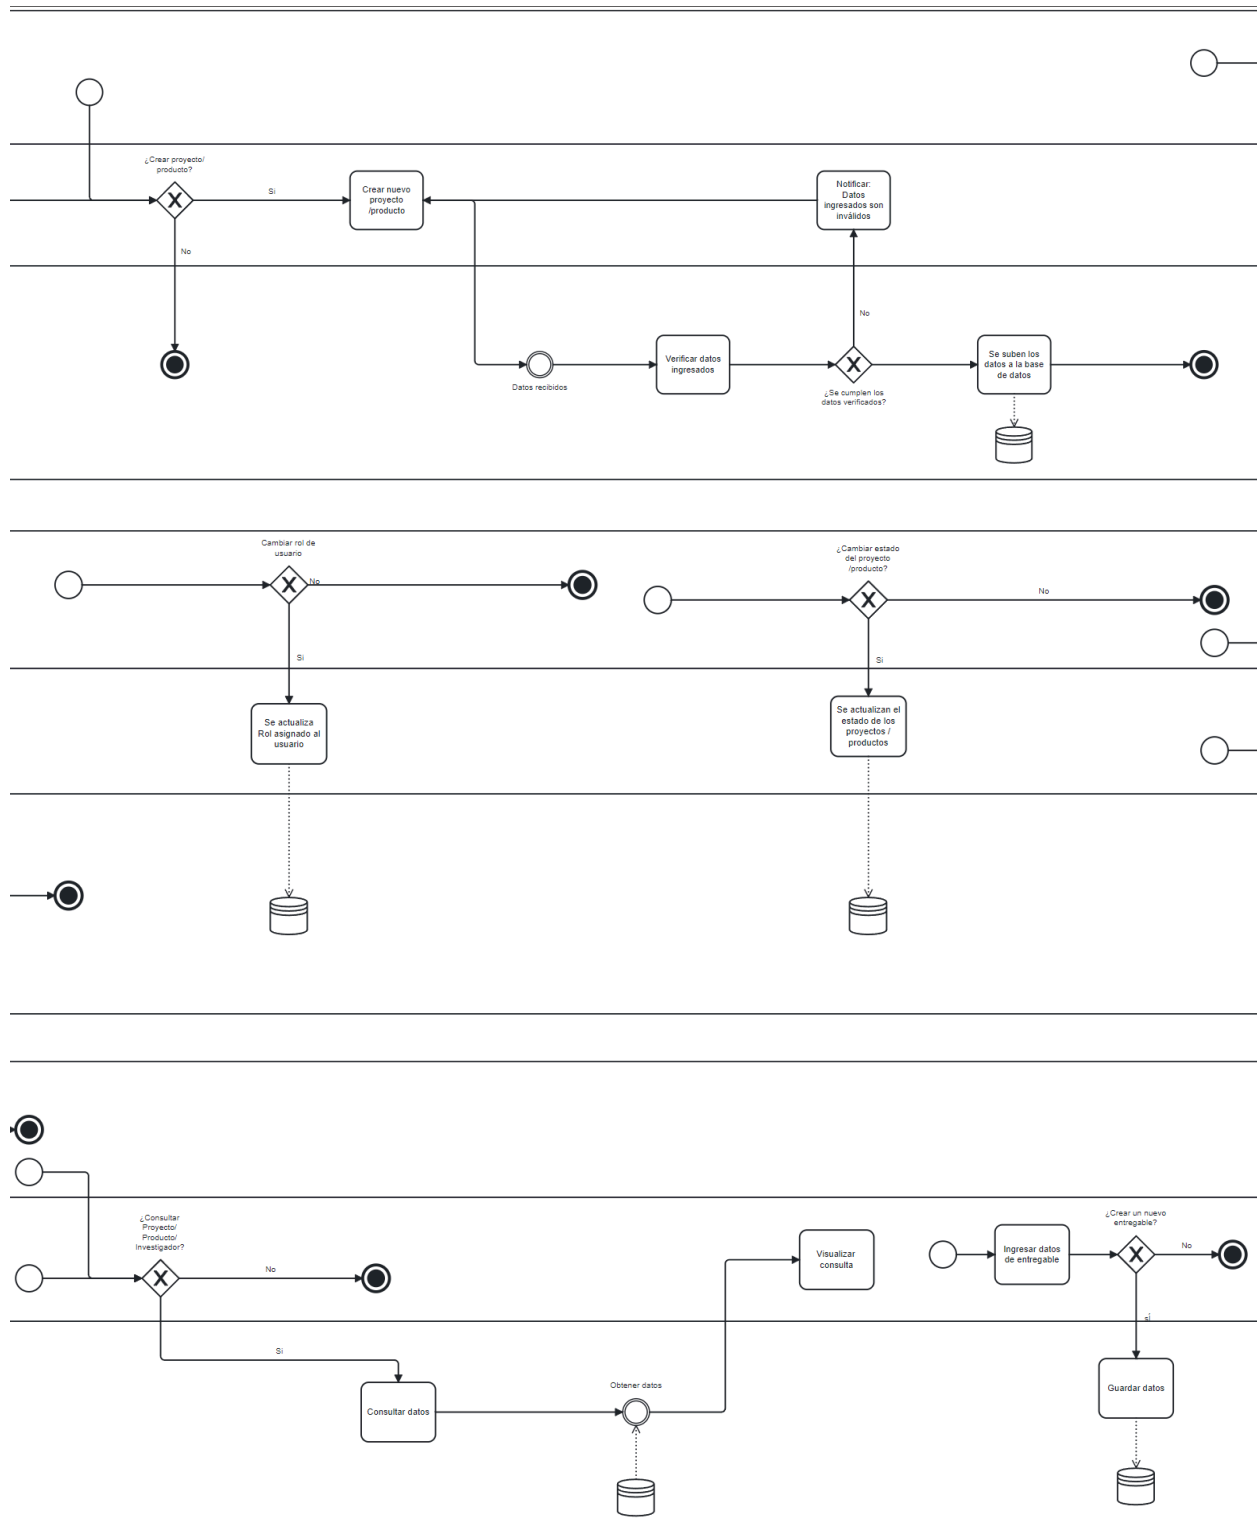 ¿Crear proyecto/
producto?
Si
Crear nuevo
proyecto
/producto
Notificar:
Datos
ingresados son
inválidos
No
No
Datos recibidos
Verificar datos
ingresados
¿Se cumplen los
datos verificados?
Se suben los
datos a la base
de datos
Cambiar rol de
usuario
No
Si
Se actualiza
Rol asignado al
usuario
¿Cambiar estado
del proyecto
/producto?
No
Si
Se actualizan el
estado de los
proyectos /
productos
¿Consultar
Proyecto/
Producto/
Investigador?
No
Si
Consultar datos
Obtener datos
Visualizar
consulta
Ingresar datos
de entregable
¿Crear un nuevo
entregable?
No
sÍ
Guardar datos